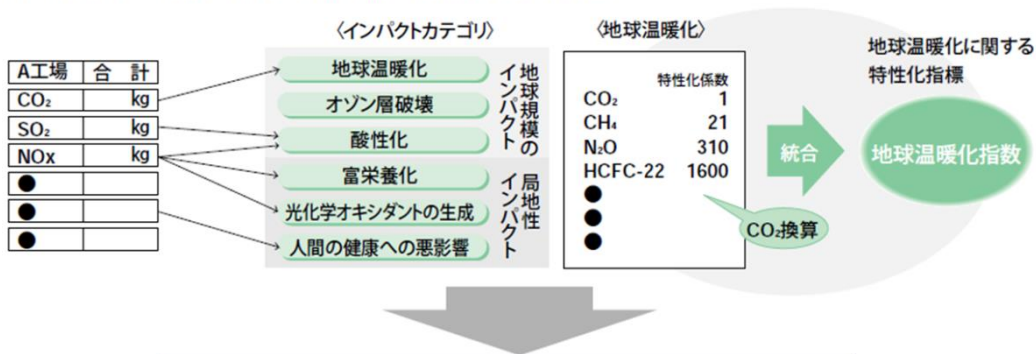 〈インパクトカテゴリ〉
〈地球温暖化〉
地球温暖化に関する
特性化指標
A工場 合 計
CO₂ kg
SO₂ kg
NOx kg
●
●
●
地球温暖化
オゾン層破壊
酸性化
地球規模の
インパクト
富栄養化
光化学オキシダントの生成
人間の健康への悪影響
局地性
インパクト
特性化係数
CO₂ 1
CH₄ 21
N₂O 310
HCFC-22 1600
●
●
●
CO₂換算
統合
地球温暖化指数